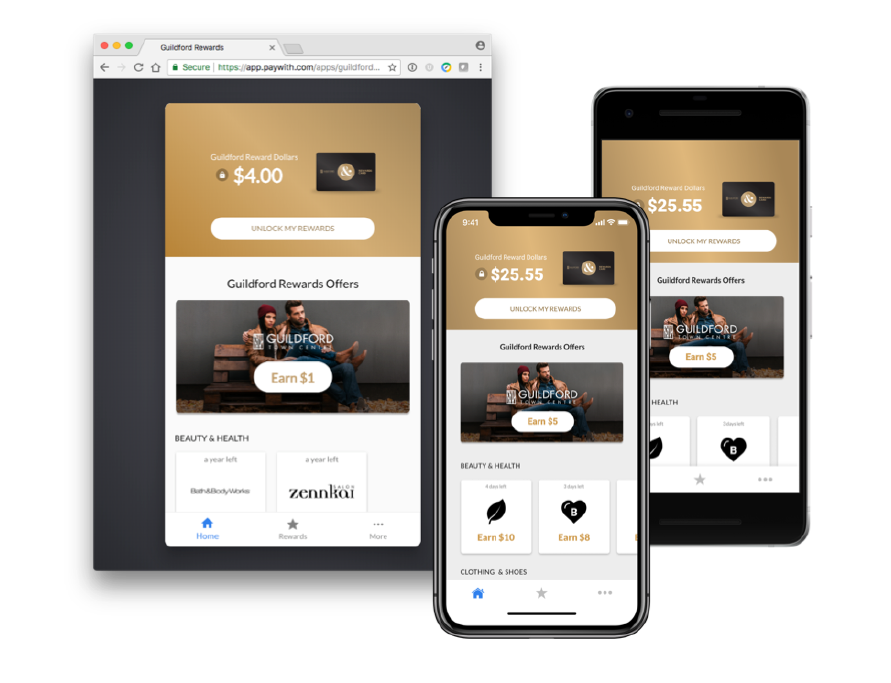 Guildford Rewards
Secure
https://app.paywith.com/apps/guildford...
Guildford Reward Dollars
$4.00
&
UNLOCK MY REWARDS
Guildford Rewards Offers
GUILDFORD
TOWN CENTRE
Earn $1
BEAUTY & HEALTH
a year left
a year left
Bath&BodyWorks
SALON
zennkai
Home
Rewards
More
9:41
Guildford Reward Dollars
$25.55
&
UNLOCK MY REWARDS
Guildford Rewards Offers
GUILDFORD
TOWN CENTRE
Earn $5
BEAUTY & HEALTH
4 days left
3 days left
B
Earn $10
Earn $8
CLOTHING & SHOES
Guildford Reward Dollars
$25.55
&
UNLOCK MY REWARDS
Guildford Rewards Offers
GUILDFORD
TOWN CENTRE
Earn $5
HEALTH
left
3 days left
B